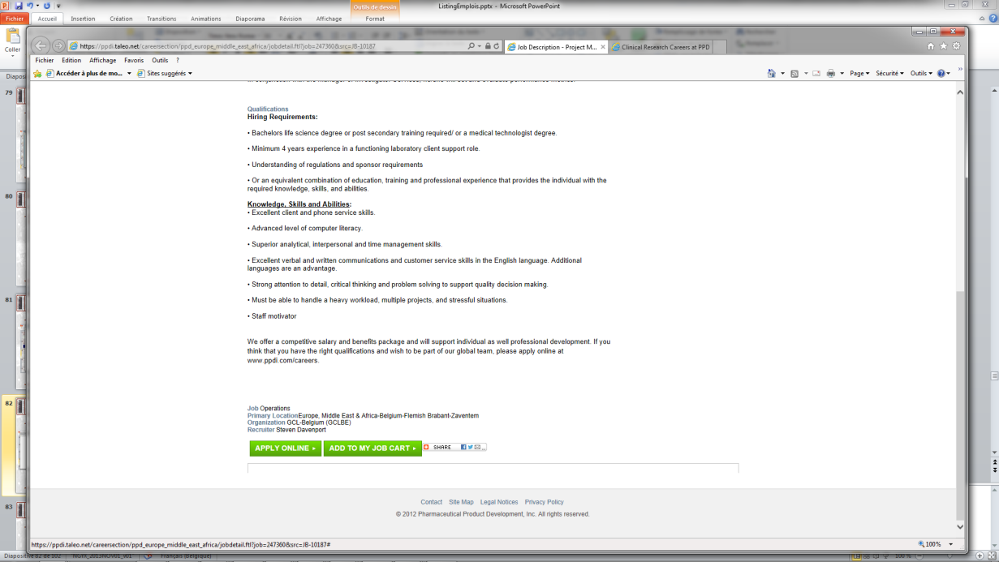 Outils de dessin
ListingEmplois.pptx – Microsoft PowerPoint
Fichier Accueil Insertion Création Transitions Animations Diaporama Révision Affichage Format
Coller
https://ppdi.taleo.net/careersection/ppd_europe_middle_east_africa/jobdetail.ftl?job=247360&src=JB-10187
Job Description - Project M...
Clinical Research Careers at PPD
Fichier Edition Affichage Favoris Outils ?
Accéder à plus de mo... Sites suggérés
Page Sécurité Outils
79
80
81
82
83
Qualifications
Hiring Requirements:
• Bachelors life science degree or post secondary training required/ or a medical technologist degree.
• Minimum 4 years experience in a functioning laboratory client support role.
• Understanding of regulations and sponsor requirements
• Or an equivalent combination of education, training and professional experience that provides the individual with the
required knowledge, skills, and abilities.
Knowledge, Skills and Abilities:
• Excellent client and phone service skills.
• Advanced level of computer literacy.
• Superior analytical, interpersonal and time management skills.
• Excellent verbal and written communications and customer service skills in the English language. Additional
languages are an advantage.
• Strong attention to detail, critical thinking and problem solving to support quality decision making.
• Must be able to handle a heavy workload, multiple projects, and stressful situations.
• Staff motivator
We offer a competitive salary and benefits package and will support individual as well professional development. If you
think that you have the right qualifications and wish to be part of our global team, please apply online at
www.ppdi.com/careers.
Job Operations
Primary LocationEurope, Middle East & Africa-Belgium-Flemish Brabant-Zaventem
Organization GCL-Belgium (GCLBE)
Recruiter Steven Davenport
APPLY ONLINE
ADD TO MY JOB CART
SHARE
Contact Site Map Legal Notices Privacy Policy
© 2012 Pharmaceutical Product Development, Inc. All rights reserved.
https://ppdi.taleo.net/careersection/ppd_europe_middle_east_africa/jobdetail.ftl?job=247360&src=JB-10187#
100%
Diapositive 82 de 102
Français (Belgique)
100 %